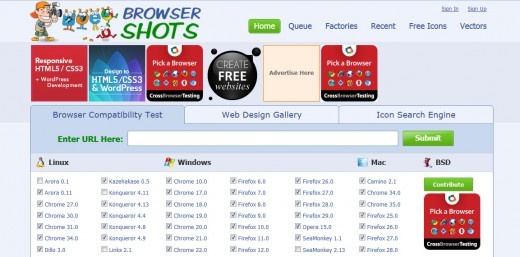 BROWSER
SHOTS
Sign In Sign Up
Home Queue Factories Recent Free Icons Vectors
Responsive
HTML5 / CSS3
+ WordPress
Development
Design to
HTML5/CSS3
& WordPress
Pick a Browser
CrossBrowserTesting
CREATE
FREE
websites
Advertise Here
Pick a Browser
CrossBrowserTesting
Browser Compatibility Test Web Design Gallery Icon Search Engine
Enter URL Here: Submit
Linux Windows Mac BSD
Arora 0.1 Kazehakase 0.5 Chrome 10.0 Firefox 6.0 Firefox 26.0 Camino 2.1
Arora 0.11 Konqueror 4.11 Chrome 17.0 Firefox 7.0 Firefox 27.0 Chrome 34.0
Chrome 27.0 Konqueror 4.13 Chrome 18.0 Firefox 8.0 Firefox 28.0 Chrome 35.0
Chrome 30.0 Konqueror 4.4 Chrome 19.0 Firefox 9.0 Firefox 29.0 Firefox 25.0
Chrome 31.0 Konqueror 4.8 Chrome 20.0 Firefox 10.0 Opera 15.0 Firefox 26.0
Chrome 34.0 Konqueror 4.9 Chrome 21.0 Firefox 11.0 SeaMonkey 1.1 Firefox 27.0
Dillo 3.0 Links 2.1 Chrome 22.0 Firefox 12.0 SeaMonkey 2.13 Firefox 28.0
Contribute
Pick a Browser
CrossBrowserTesting